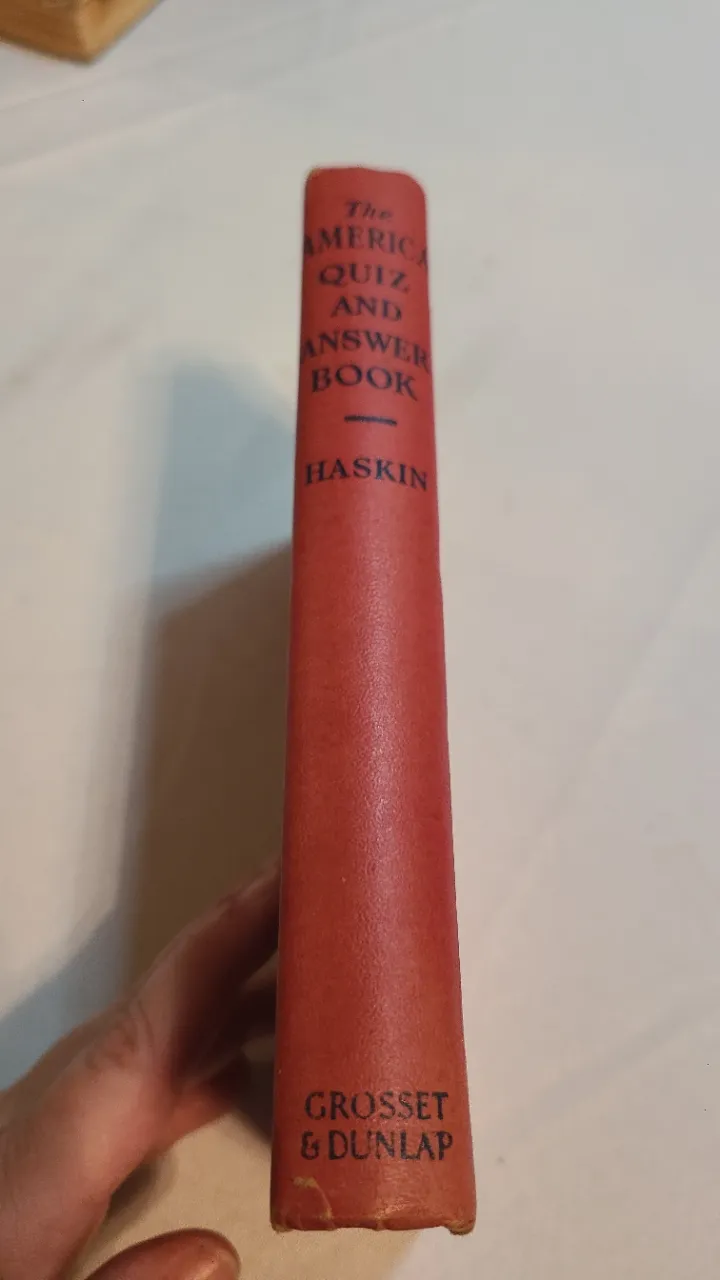 The
AMERICA
QUIZ
AND
ANSWER
BOOK
HASKIN
GROSSET
& DUNLAP